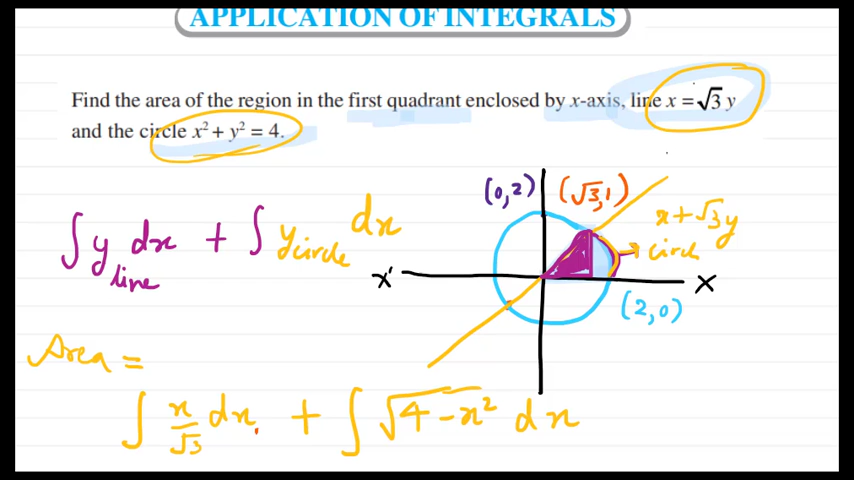 APPLICATION OF INTEGRALS
Find the area of the region in the first quadrant enclosed by x-axis, line x = √3 y
and the circle x² + y² = 4.
(0,2) (√3,1)
x+√3y
∫ y line dx + ∫ y circle dx
circl
X' X
(2,0)
Area =
∫ x/√3 dx. + ∫ √4-x² dx